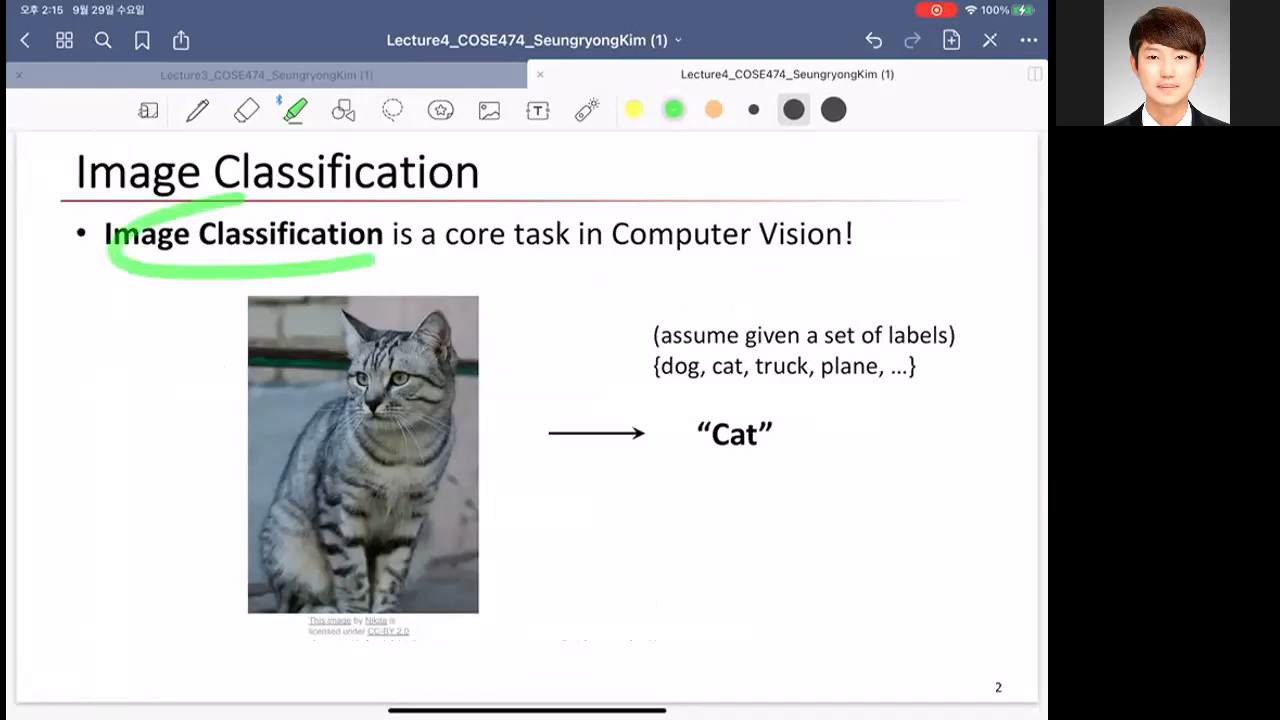 오후 2:15 9월 29일 수요일
100%
Lecture4_COSE474_SeungryongKim (1)
Lecture3_COSE474_SeungryongKim (1)
Lecture4_COSE474_SeungryongKim (1)
T
Image Classification
• Image Classification is a core task in Computer Vision!
(assume given a set of labels)
{dog, cat, truck, plane, ...}
“Cat”
This image by Nikita is
licensed under CC-BY 2.0
2